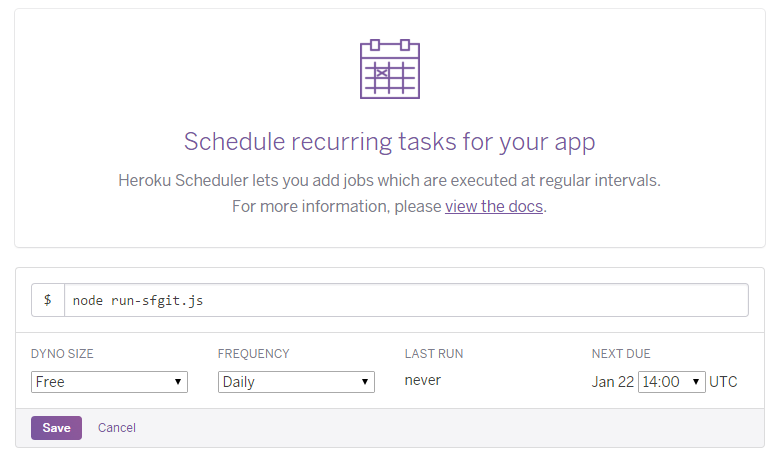 Schedule recurring tasks for your app
Heroku Scheduler lets you add jobs which are executed at regular intervals.
For more information, please view the docs.
$ node run-sfgit.js
DYNO SIZE FREQUENCY LAST RUN NEXT DUE
Free Daily never Jan 22 14:00 UTC
Save Cancel